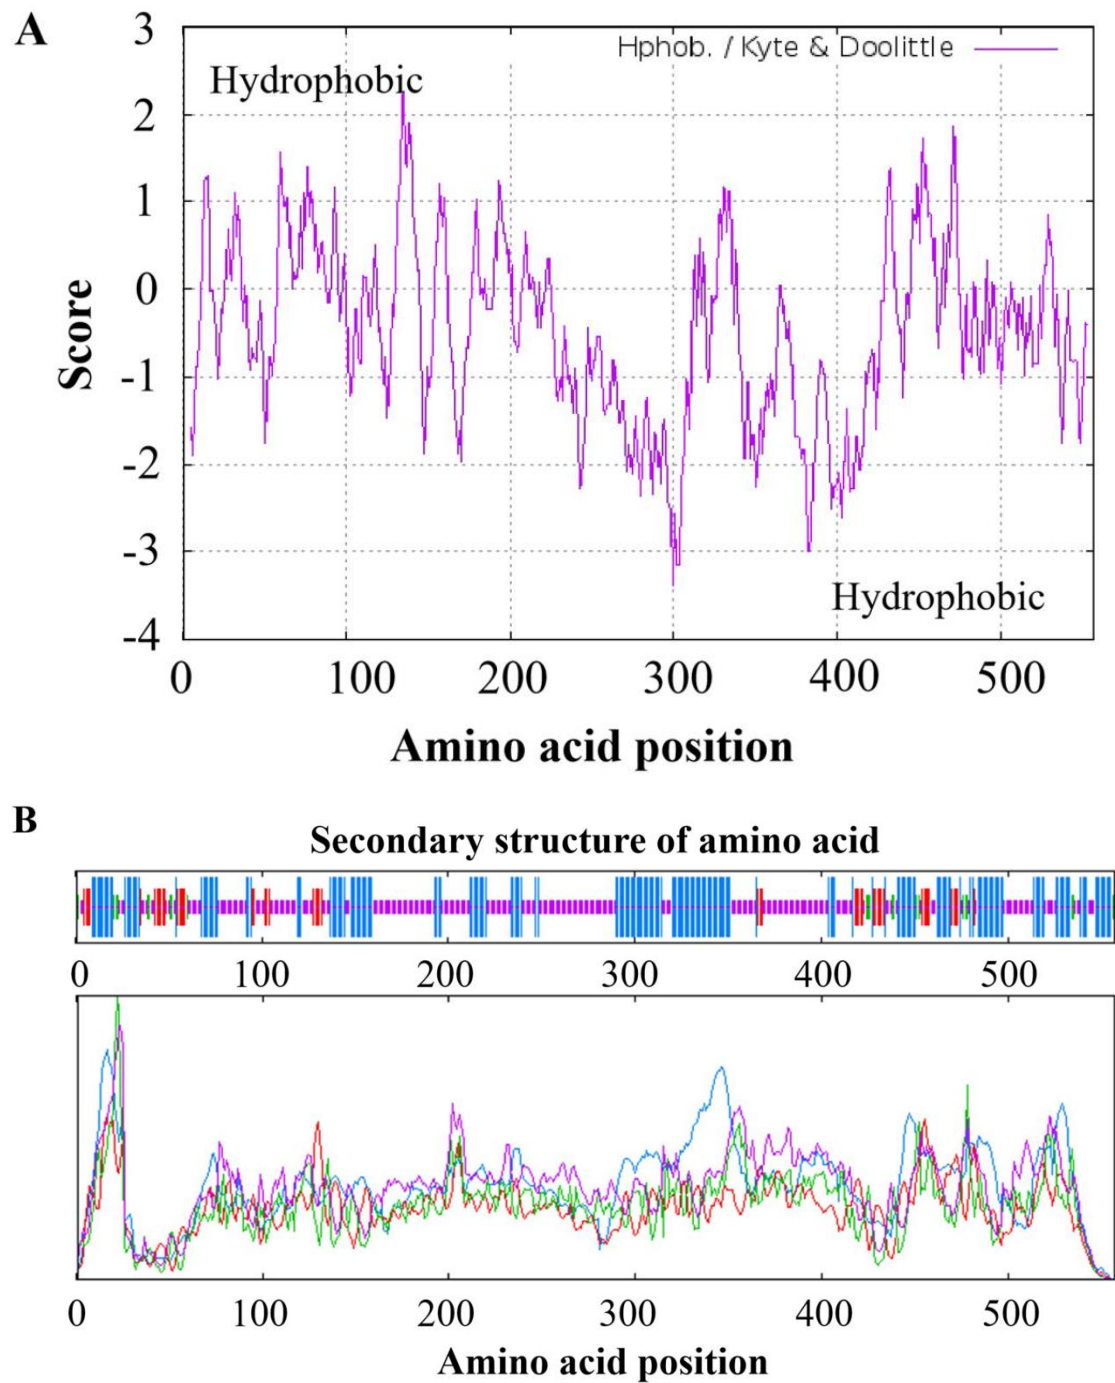 A
3
2
1
0
-1
-2
-3
-4
Score
Hphob. / Kyte & Doolittle
Hydrophobic
Hydrophobic
0 100 200 300 400 500
Amino acid position
B
Secondary structure of amino acid
0 100 200 300 400 500
0 100 200 300 400 500
Amino acid position